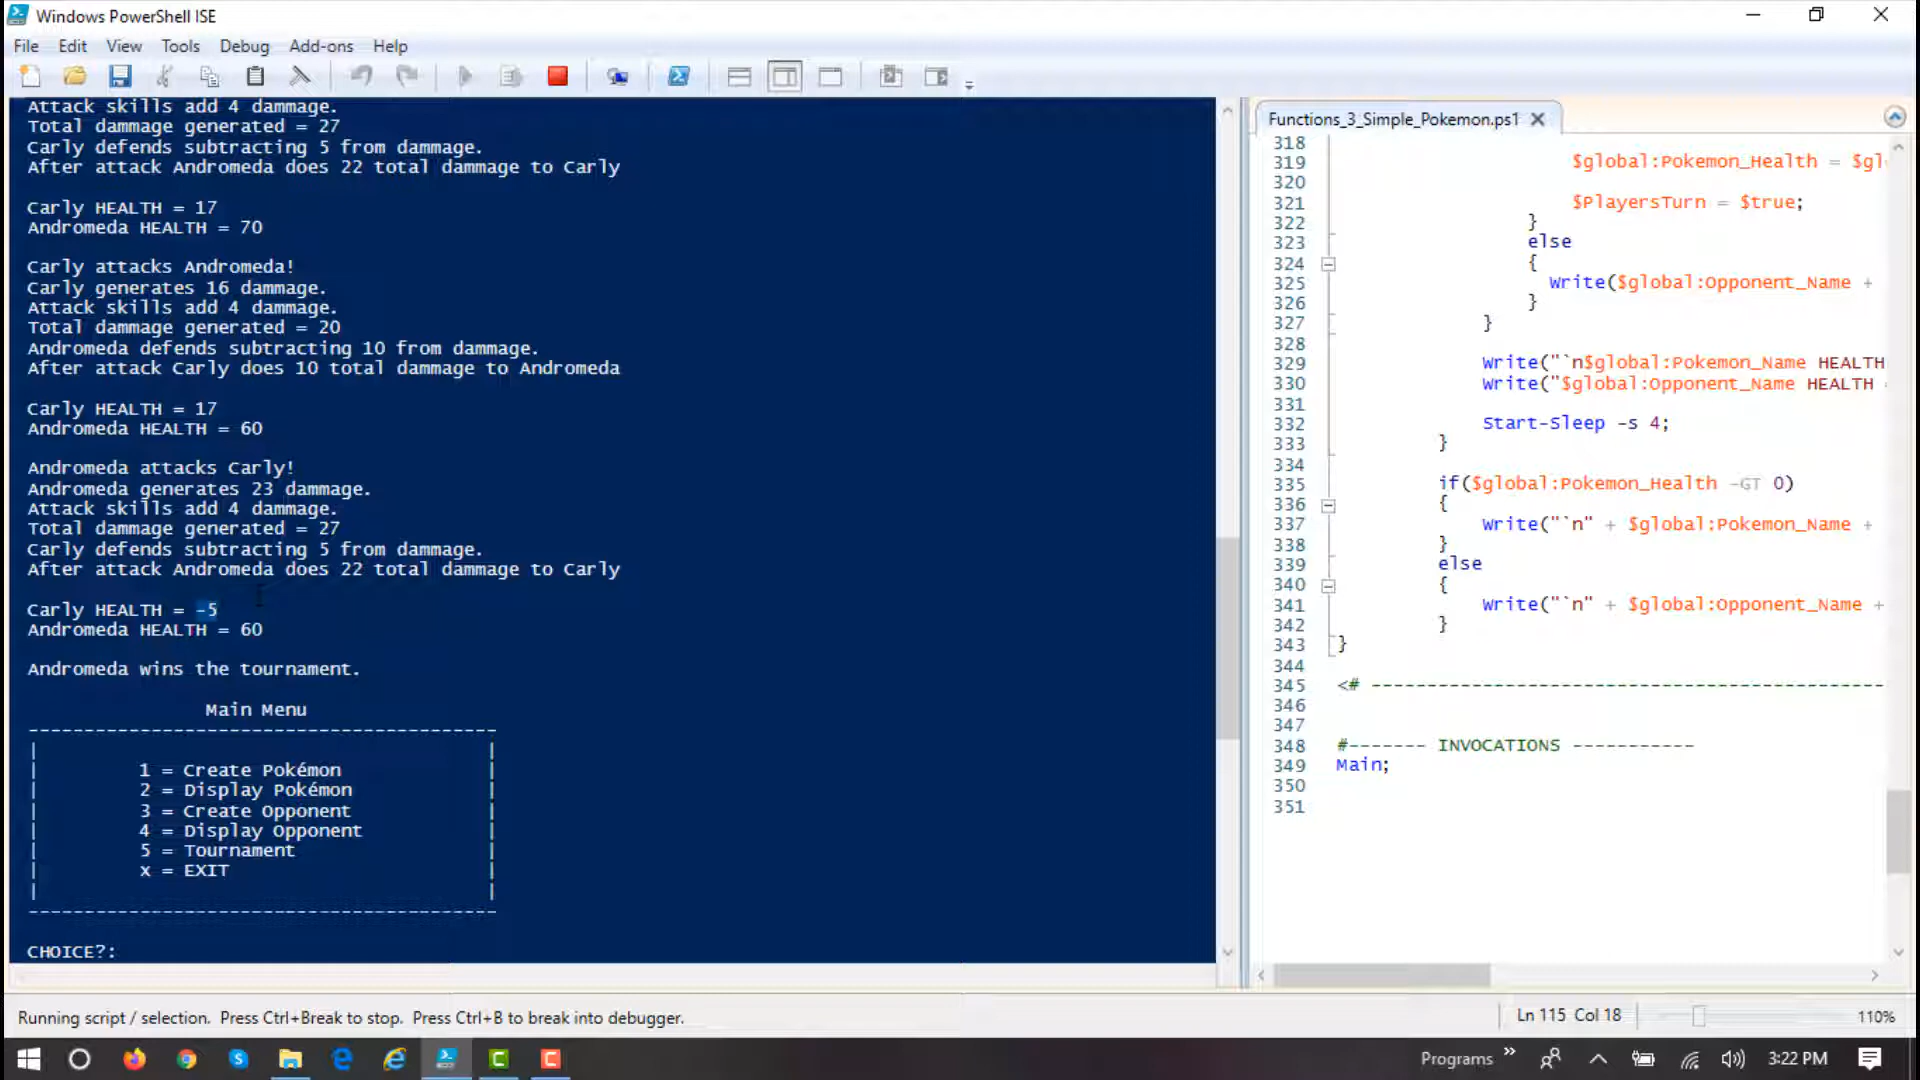 Windows PowerShell ISE
File Edit View Tools Debug Add-ons Help
Attack skills add 4 dammage.
Total dammage generated = 27
Carly defends subtracting 5 from dammage.
After attack Andromeda does 22 total dammage to Carly
Carly HEALTH = 17
Andromeda HEALTH = 70
Carly attacks Andromeda!
Carly generates 16 dammage.
Attack skills add 4 dammage.
Total dammage generated = 20
Andromeda defends subtracting 10 from dammage.
After attack Carly does 10 total dammage to Andromeda
Carly HEALTH = 17
Andromeda HEALTH = 60
Andromeda attacks Carly!
Andromeda generates 23 dammage.
Attack skills add 4 dammage.
Total dammage generated = 27
Carly defends subtracting 5 from dammage.
After attack Andromeda does 22 total dammage to Carly
Carly HEALTH = -5
Andromeda HEALTH = 60
Andromeda wins the tournament.
Main Menu
------------------------------------------
| |
| 1 = Create Pokémon |
| 2 = Display Pokémon |
| 3 = Create Opponent |
| 4 = Display Opponent |
| 5 = Tournament |
| x = EXIT |
| |
------------------------------------------
CHOICE?:
Functions_3_Simple_Pokemon.ps1
318
319 $global:Pokemon_Health = $gl
320
321 $PlayersTurn = $true;
322 }
323 else
324 {
325 Write($global:Opponent_Name +
326 }
327 }
328
329 Write("`n$global:Pokemon_Name HEALTH
330 Write("$global:Opponent_Name HEALTH =
331
332 Start-Sleep -s 4;
333 }
334
335 if($global:Pokemon_Health -GT 0)
336 {
337 Write("`n" + $global:Pokemon_Name +
338 }
339 else
340 {
341 Write("`n" + $global:Opponent_Name +
342 }
343 }
344
345 <# ----------------------------------------------
346
347
348 #------- INVOCATIONS -----------
349 Main;
350
351
Running script / selection. Press Ctrl+Break to stop. Press Ctrl+B to break into debugger.
Ln 115 Col 18
110%
Programs
3:22 PM